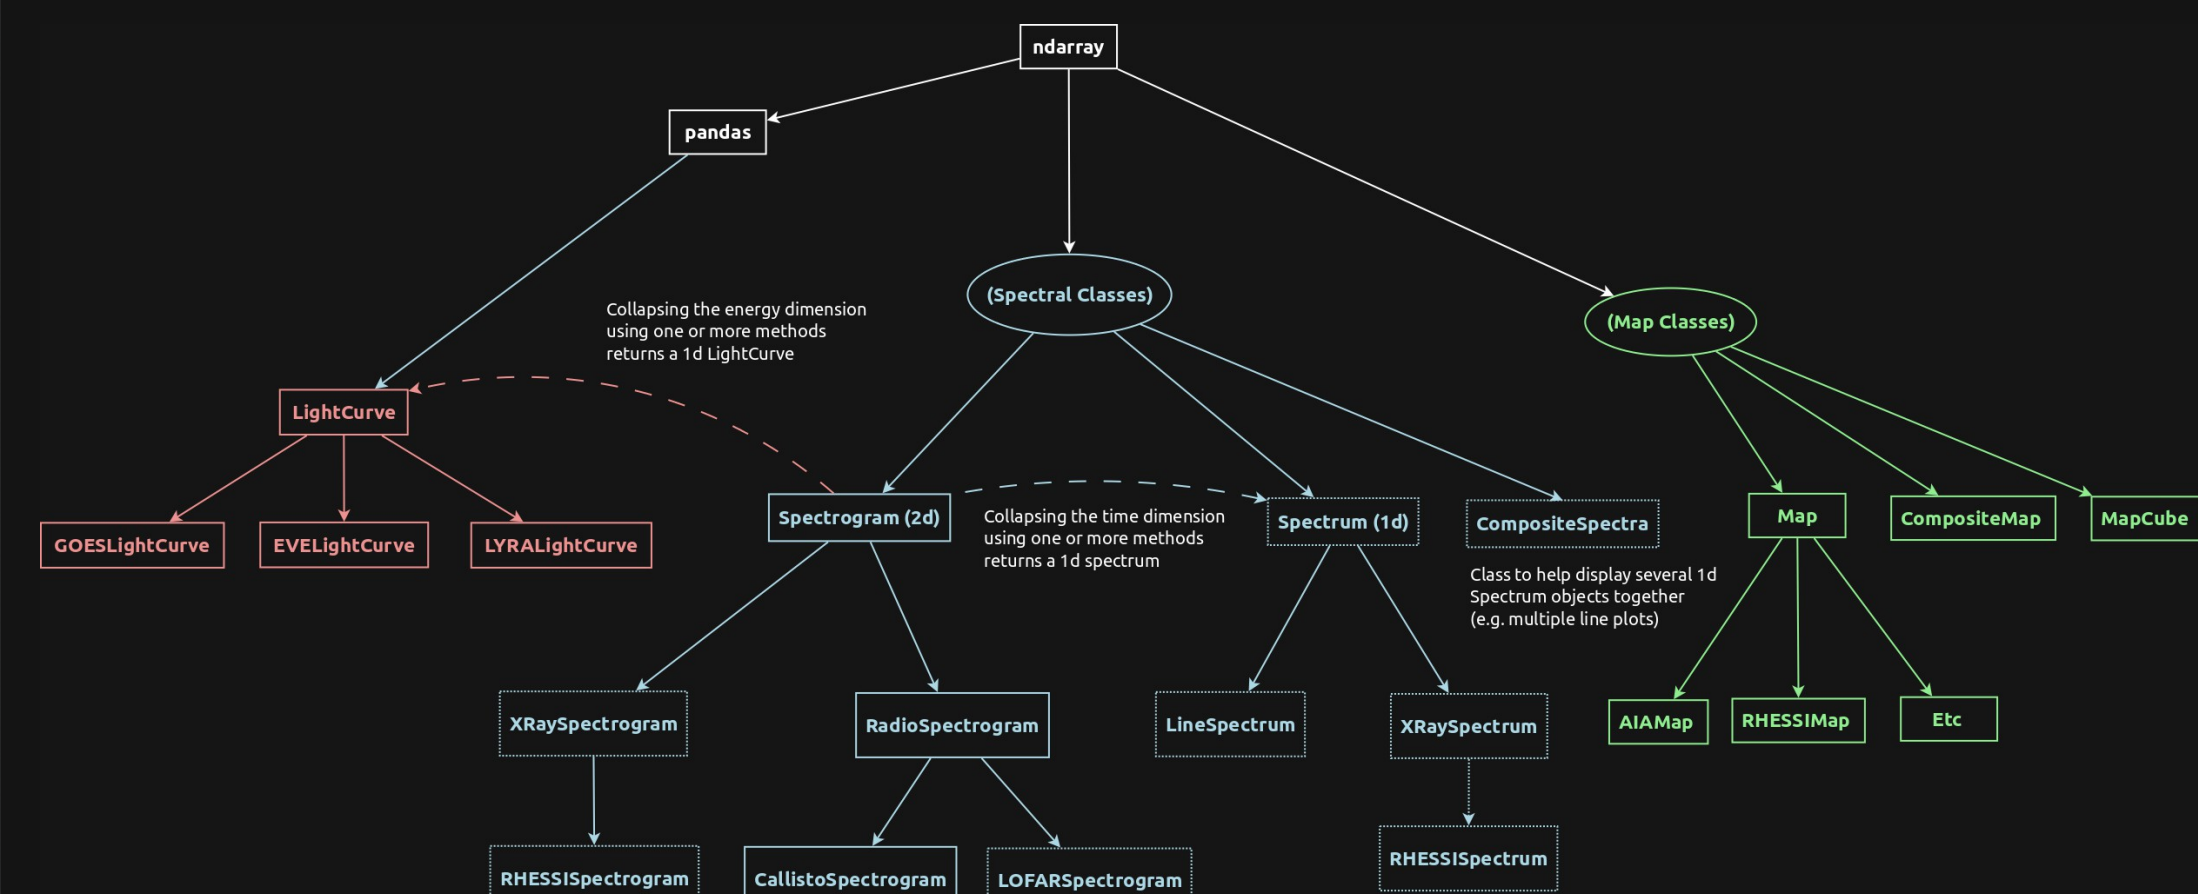 ndarray
pandas
(Spectral Classes)
(Map Classes)
Collapsing the energy dimension
using one or more methods
returns a 1d LightCurve
LightCurve
GOESLightCurve
EVELightCurve
LYRALightCurve
Spectrogram (2d)
Collapsing the time dimension
using one or more methods
returns a 1d spectrum
Spectrum (1d)
CompositeSpectra
Class to help display several 1d
Spectrum objects together
(e.g. multiple line plots)
Map
CompositeMap
MapCube
XRaySpectrogram
RadioSpectrogram
LineSpectrum
XRaySpectrum
AIAMap
RHESSIMap
Etc
RHESSISpectrogram
CallistoSpectrogram
LOFARSpectrogram
RHESSISpectrum